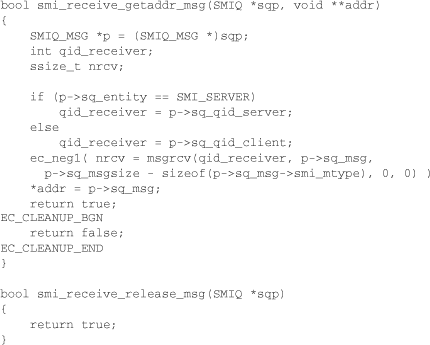 bool smi_receive_getaddr_msg(SMIQ *sqp, void **addr)
{
    SMIQ_MSG *p = (SMIQ_MSG *)sqp;
    int qid_receiver;
    ssize_t nrcv;

    if (p->sq_entity == SMI_SERVER)
        qid_receiver = p->sq_qid_server;
    else
        qid_receiver = p->sq_qid_client;
    ec_neg1( nrcv = msgrcv(qid_receiver, p->sq_msg,
      p->sq_msgsize - sizeof(p->sq_msg->smi_mtype), 0, 0) )
    *addr = p->sq_msg;
    return true;
EC_CLEANUP_BGN
    return false;
EC_CLEANUP_END
}

bool smi_receive_release_msg(SMIQ *sqp)
{
    return true;
}